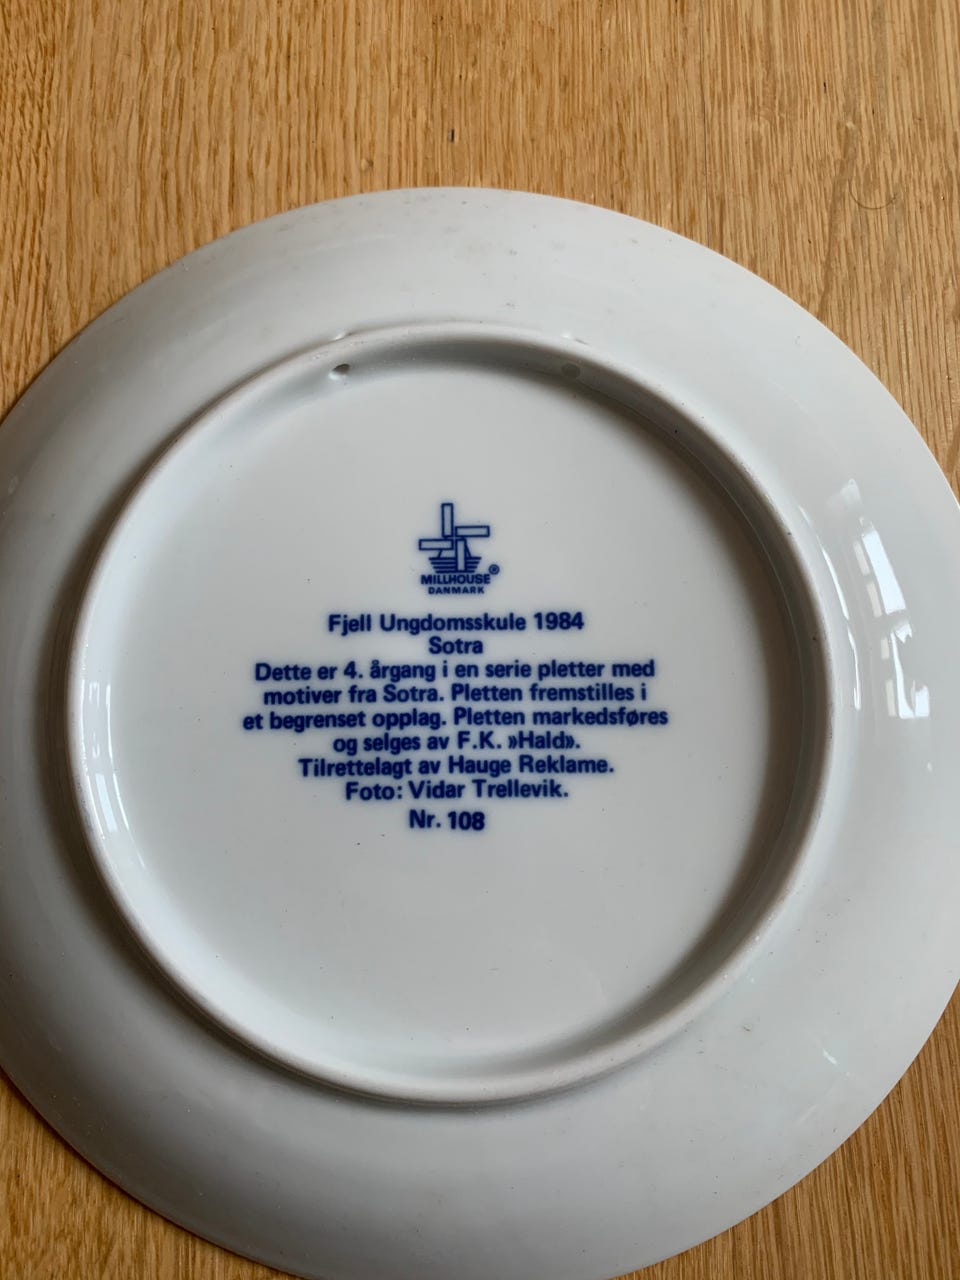 MILLHOUSE®
DANMARK
Fjell Ungdomsskule 1984
Sotra
Dette er 4. årgang i en serie pletter med
motiver fra Sotra. Pletten fremstilles i
et begrenset opplag. Pletten markedsføres
og selges av F.K. »Hald».
Tilrettelagt av Hauge Reklame.
Foto: Vidar Trellevik.
Nr. 108